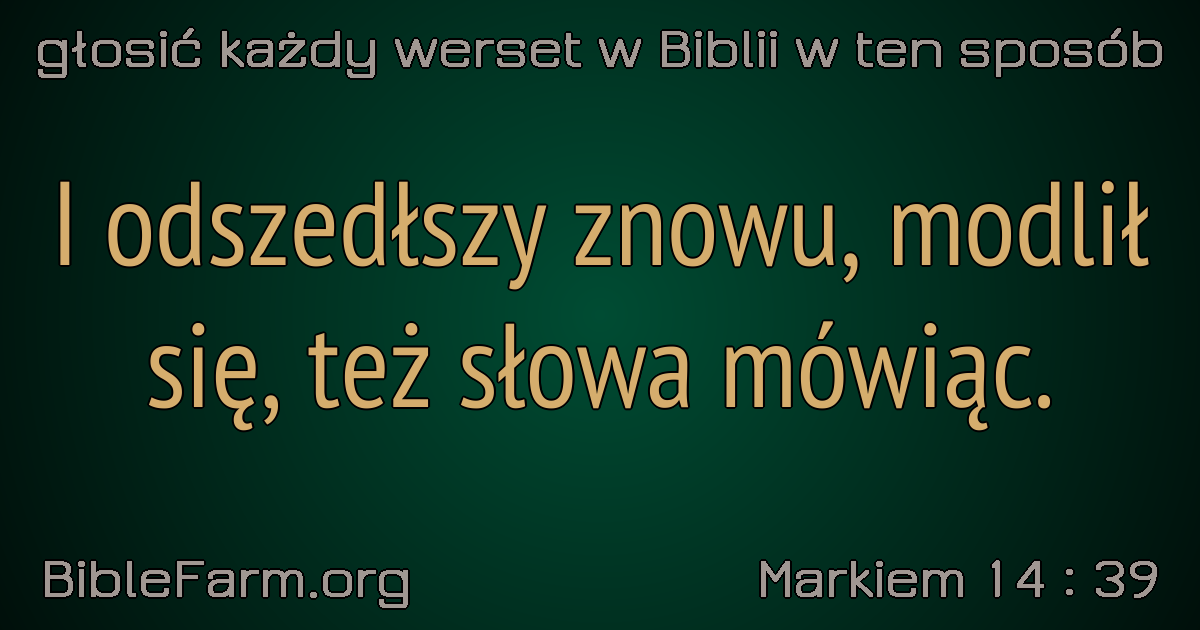 głosić każdy werset w Biblii w ten sposób
I odszedłszy znowu, modlił
się, też słowa mówiąc.
BibleFarm.org
Markiem 14 : 39